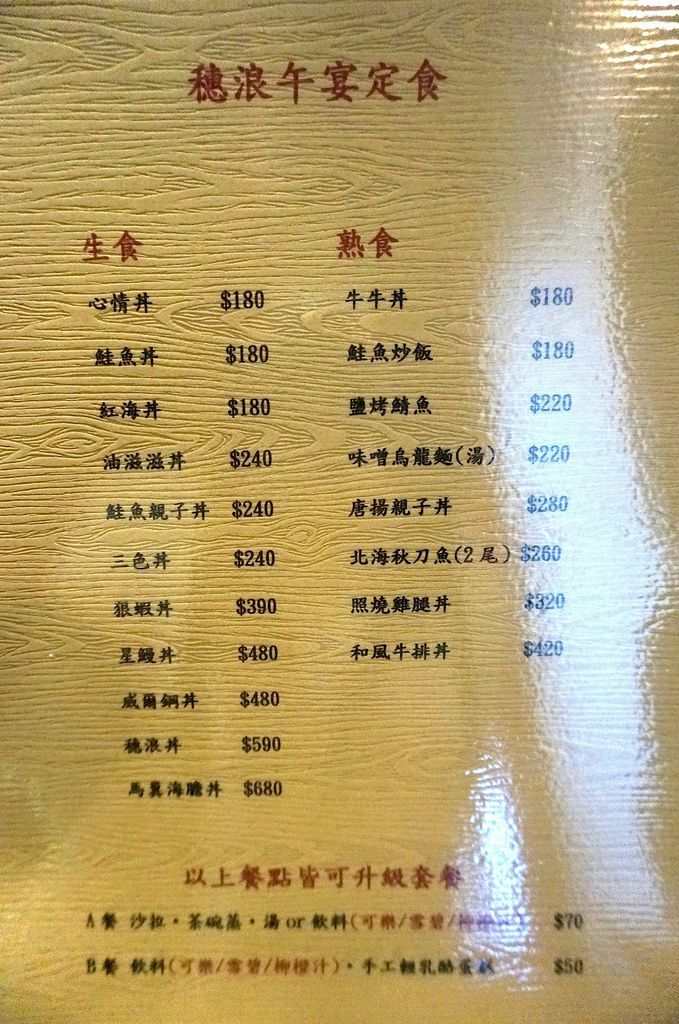 穗浪午宴定食
生食
心情丼 $180
鮭魚丼 $180
紅海丼 $180
油滋滋丼 $240
鮭魚親子丼 $240
三色丼 $240
狠蝦丼 $390
星鰻丼 $480
威爾鋼丼 $480
穗浪丼 $590
馬糞海膽丼 $680
熟食
牛牛丼 $180
鮭魚炒飯 $180
鹽烤鯖魚 $220
味噌烏龍麵(湯) $220
唐揚親子丼 $280
北海秋刀魚(2尾) $260
照燒雞腿丼 $320
和風牛排丼 $420
以上餐點皆可升級套餐
A餐 沙拉・茶碗蒸・湯 or 飲料(可樂/雪碧/ $70
B餐 飲料(可樂/雪碧/柳橙汁)・手工輕乳酪蛋糕 $50